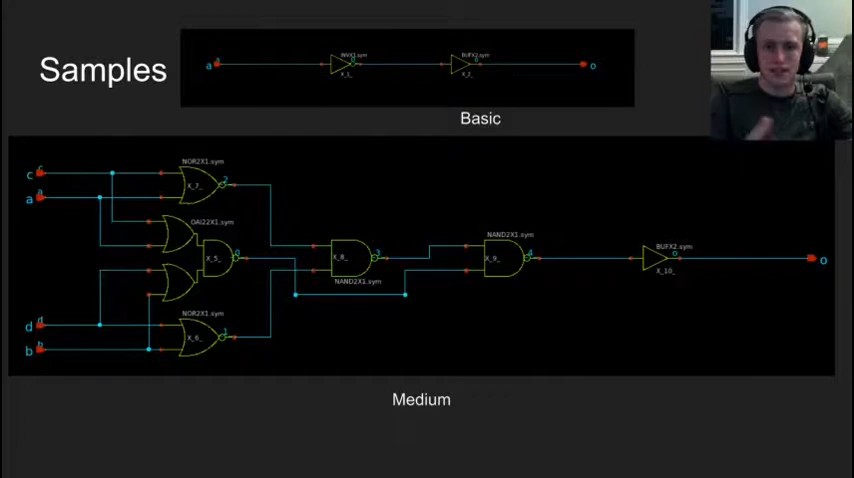 Samples
a
a
INVX1.sym
0
X_1_
BUFX2.sym
o
X_2_
o
Basic
c
c
a
a
NOR2X1.sym
X_7_
2
OAI22X1.sym
X_5_
0
X_8_
3
NAND2X1.sym
NAND2X1.sym
X_9_
4
BUFX2.sym
o
X_10_
o
d
d
b
b
NOR2X1.sym
X_6_
1
Medium